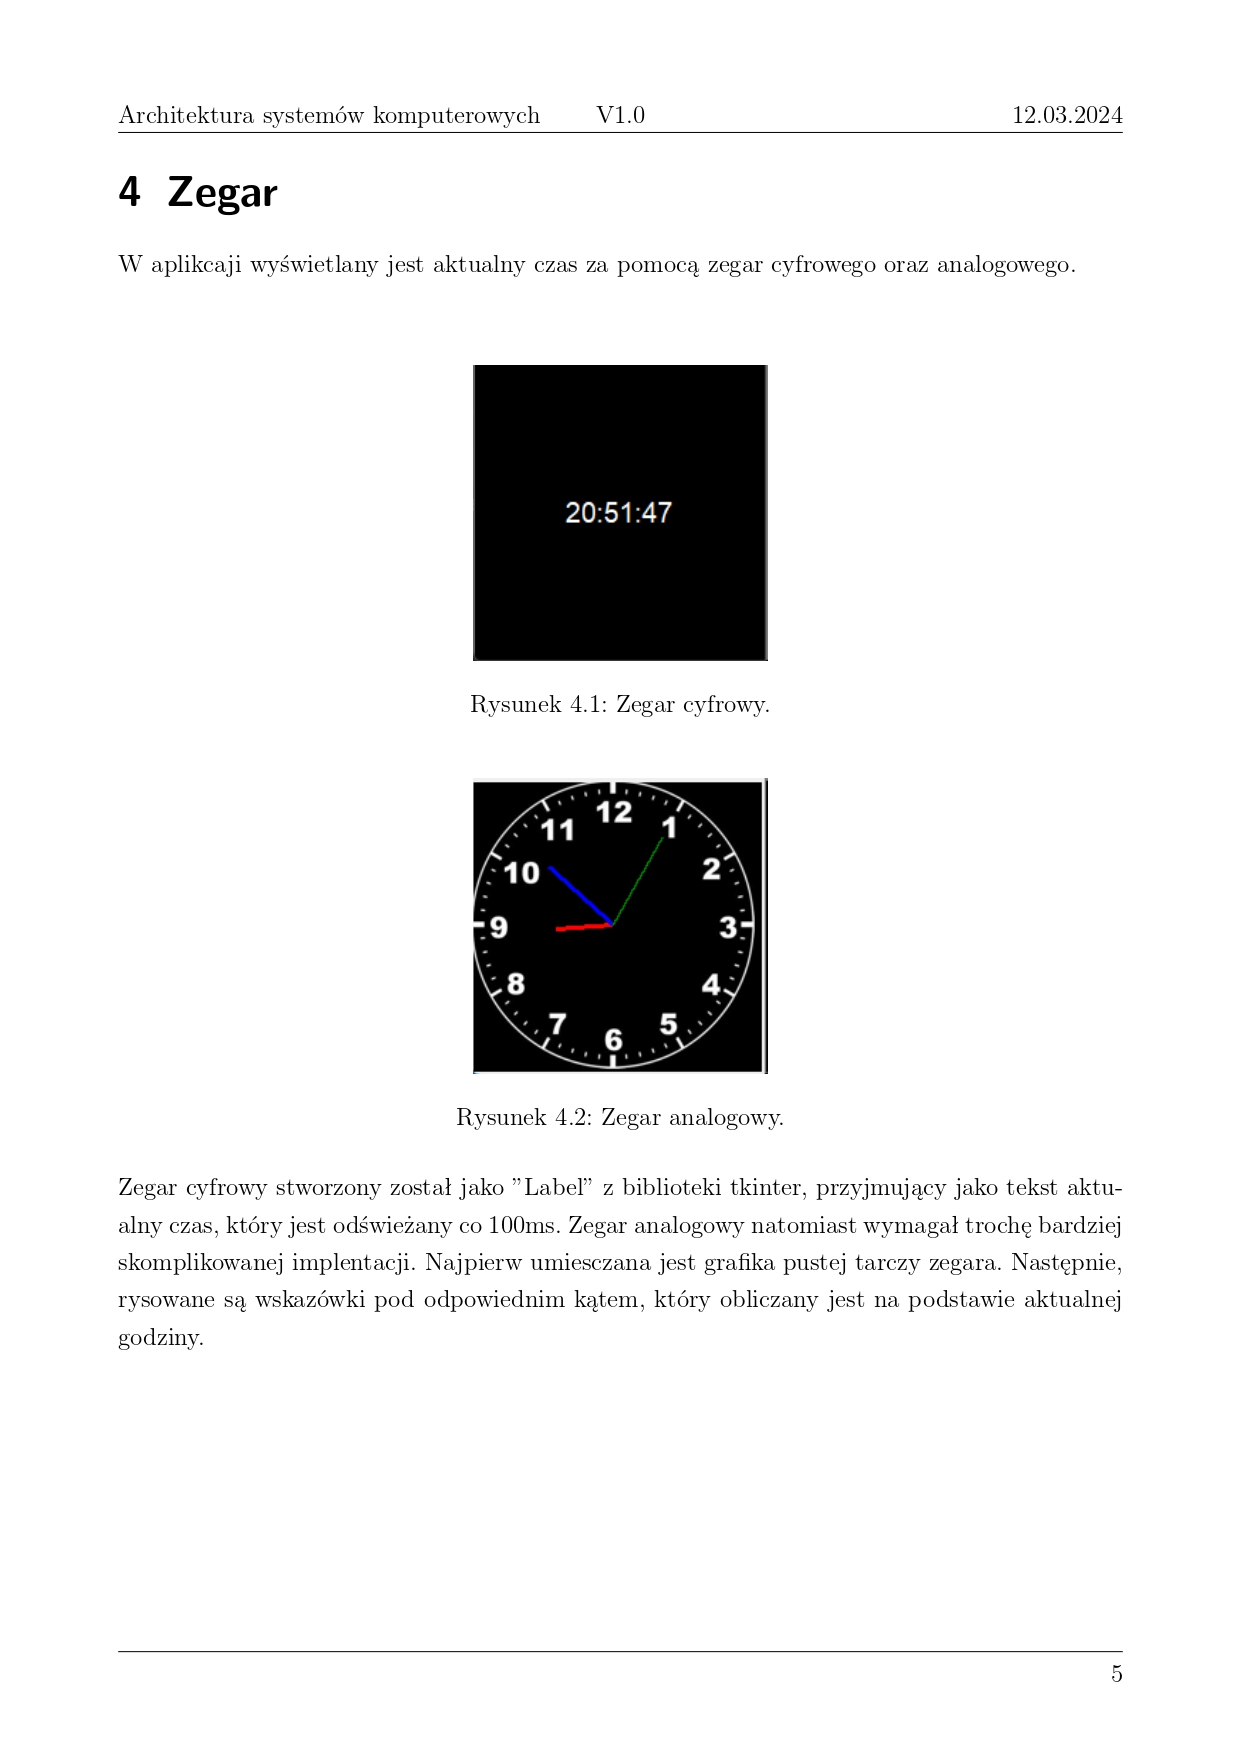 Architektura systemów komputerowych V1.0 12.03.2024
4 Zegar
W aplikcaji wyświetlany jest aktualny czas za pomocą zegar cyfrowego oraz analogowego.
20:51:47
Rysunek 4.1: Zegar cyfrowy.
12
11 1
10 2
9 3
8 4
7 5
6
Rysunek 4.2: Zegar analogowy.
Zegar cyfrowy stworzony został jako ”Label” z biblioteki tkinter, przyjmujący jako tekst aktu-
alny czas, który jest odświeżany co 100ms. Zegar analogowy natomiast wymagał trochę bardziej
skomplikowanej implentacji. Najpierw umiesczana jest grafika pustej tarczy zegara. Następnie,
rysowane są wskazówki pod odpowiednim kątem, który obliczany jest na podstawie aktualnej
godziny.
5